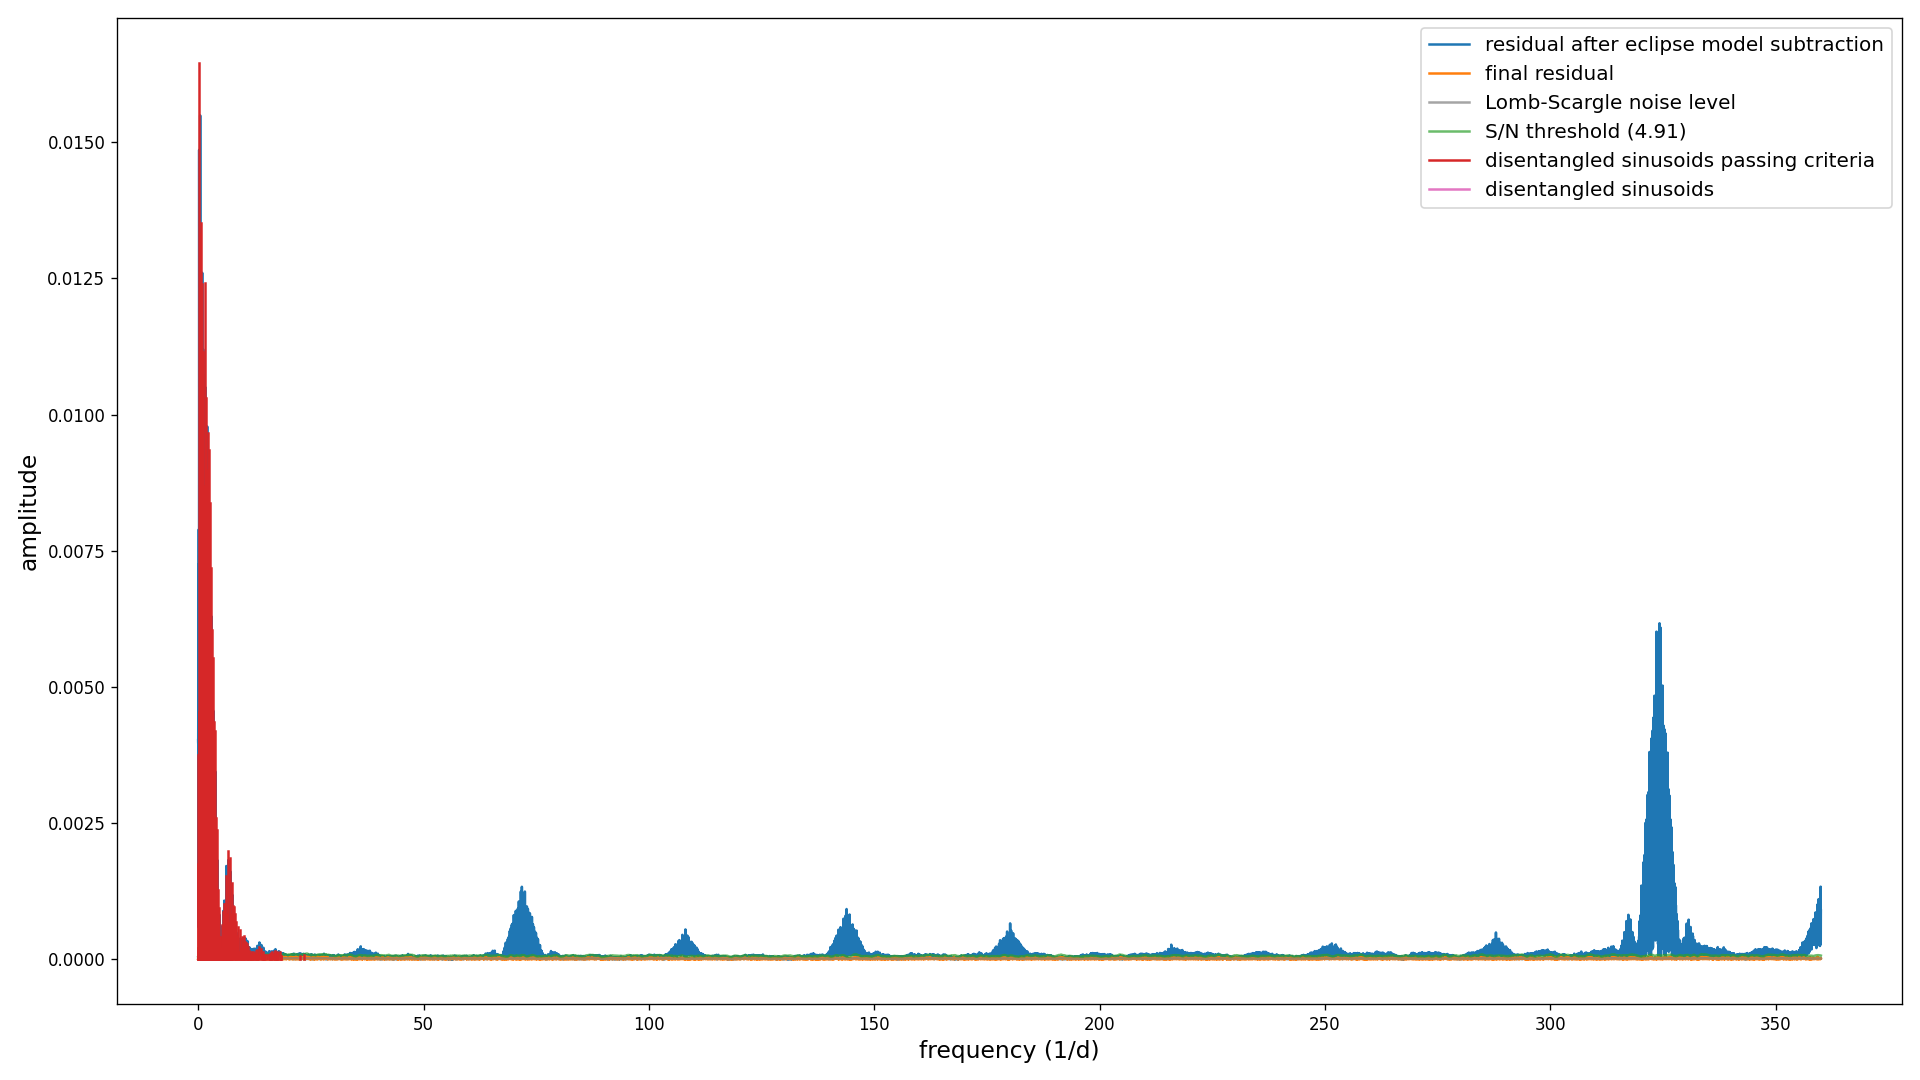 residual after eclipse model subtraction
final residual
Lomb-Scargle noise level
S/N threshold (4.91)
disentangled sinusoids passing criteria
disentangled sinusoids
amplitude
0.0150
0.0125
0.0100
0.0075
0.0050
0.0025
0.0000
0 50 100 150 200 250 300 350
frequency (1/d)